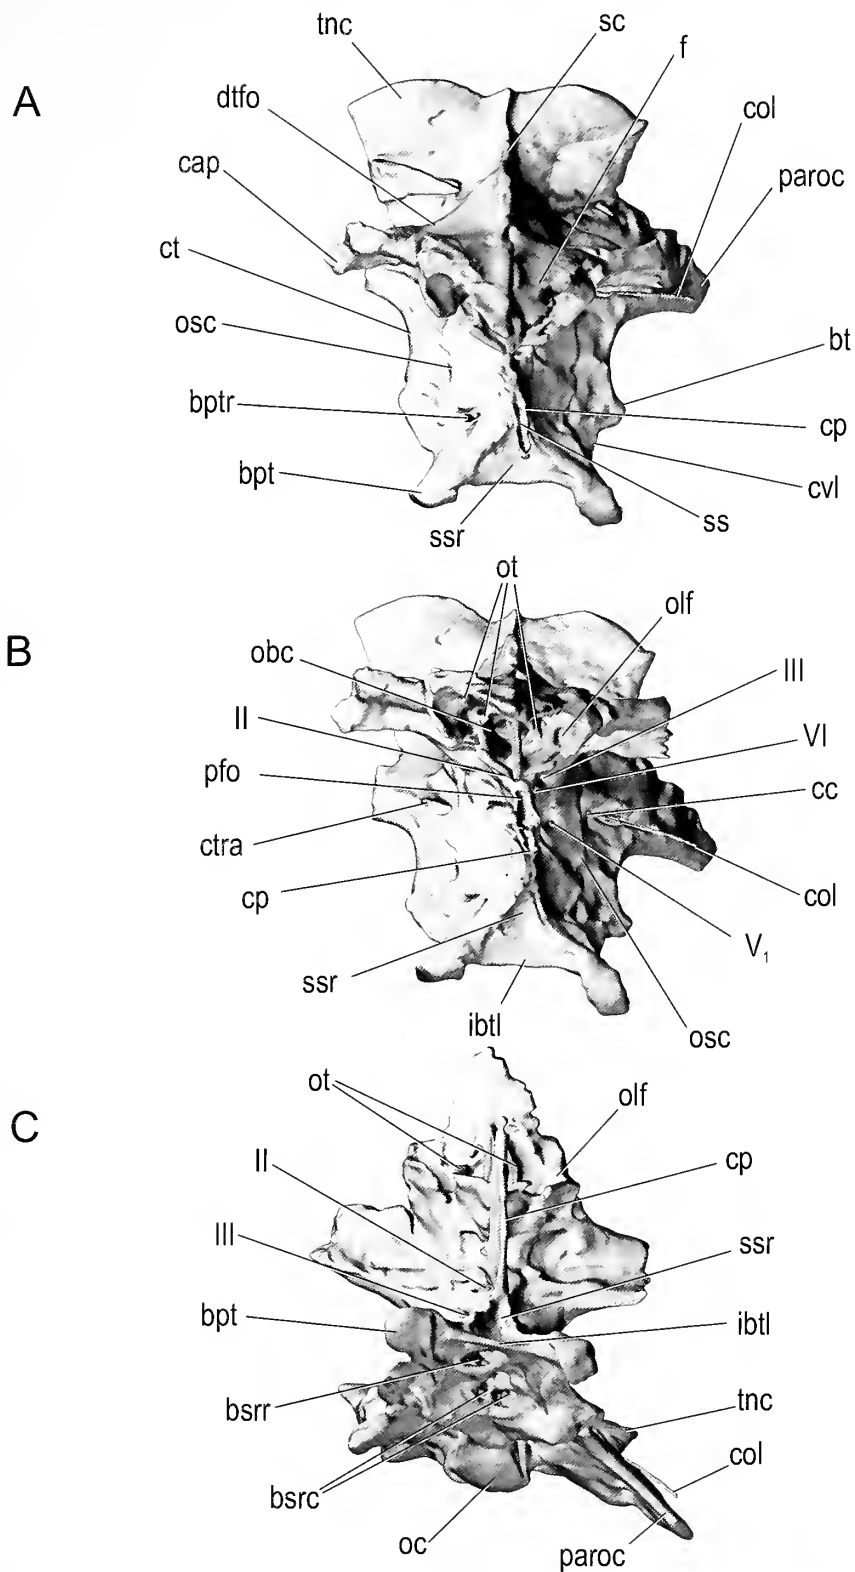 A
tnc
sc
f
dtfo
col
cap
paroc
ct
osc
bt
bptr
cp
bpt
cvl
ssr
ss
B
ot
olf
obc
III
II
VI
pfo
cc
ctra
cp
col
V₁
ssr
osc
ibtl
C
ot
olf
II
cp
III
ssr
bpt
ibtl
bsrr
tnc
col
bsrc
oc
paroc